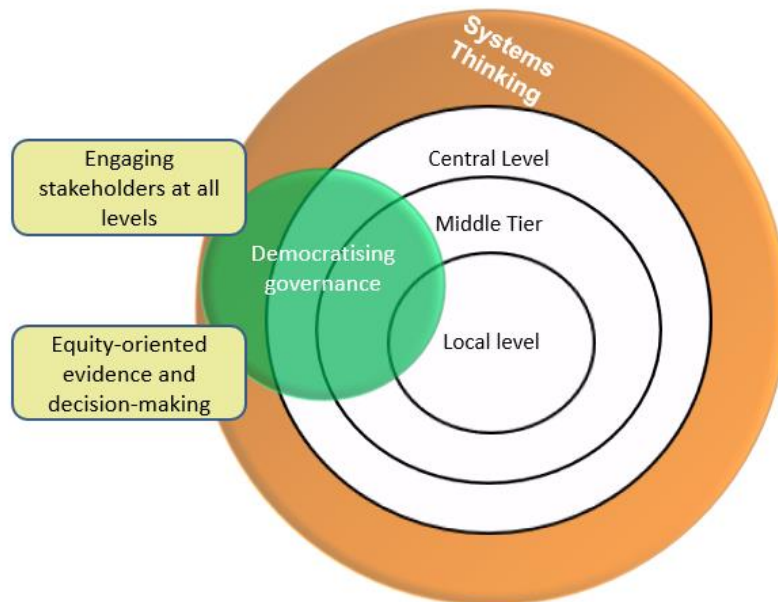 Systems
Thinking
Central Level
Engaging
stakeholders at all
levels
Middle Tier
Democratising
governance
Local level
Equity-oriented
evidence and
decision-making